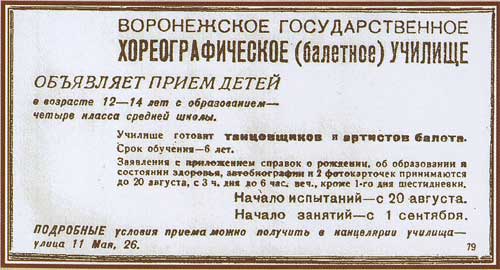 ВОРОНЕЖСКОЕ ГОСУДАРСТВЕННОЕ
ХОРЕОГРАФИЧЕСКОЕ (балетное) УЧИЛИЩЕ
ОБЪЯВЛЯЕТ ПРИЕМ ДЕТЕЙ
в возрасте 12—14 лет с образованием—
четыре класса средней школы.
Училище готовит танцовщиков и артистов балета.
Срок обучения—6 лет.
Заявления с приложением справок о рождении, об образовании и
состоянии здоровья, автобиографии и 2 фотокарточек принимаются
до 20 августа, с 3 ч. дня до 6 час. веч., кроме 1-го дня шестидневки.
Начало испытаний—с 20 августа.
Начало занятий—с 1 сентября.
ПОДРОБНЫЕ условия приема можно получить в канцелярии училища—
улица 11 Мая, 26.
79